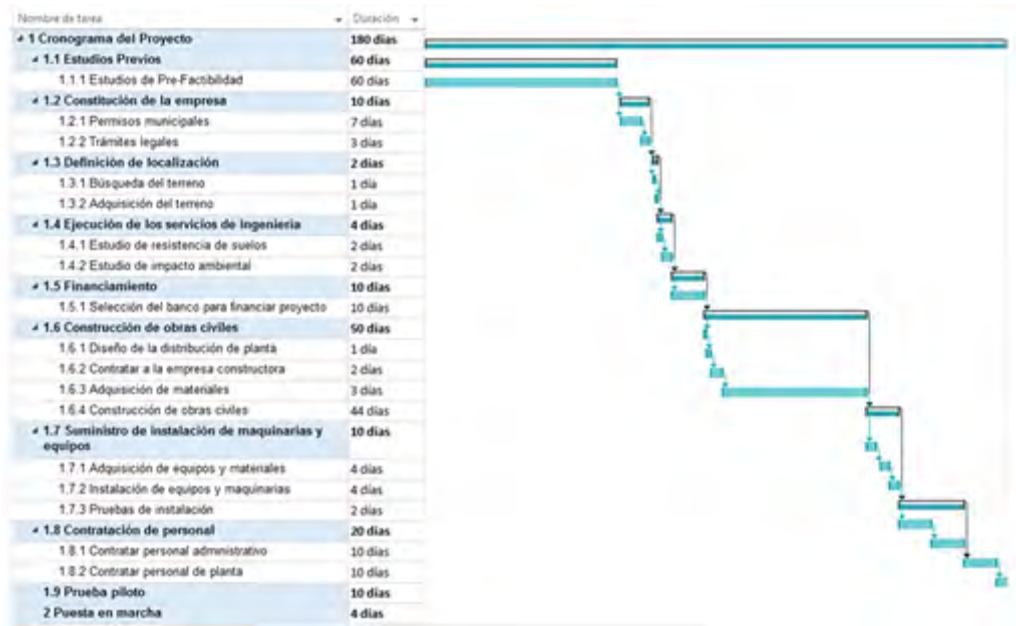 Nombre de tarea Duración
1 Cronograma del Proyecto 180 días
1.1 Estudios Previos 60 días
1.1.1 Estudios de Pre-Factibilidad 60 días
1.2 Constitución de la empresa 10 días
1.2.1 Permisos municipales 7 días
1.2.2 Trámites legales 3 días
1.3 Definición de localización 2 días
1.3.1 Búsqueda del terreno 1 día
1.3.2 Adquisición del terreno 1 día
1.4 Ejecución de los servicios de ingeniería 4 días
1.4.1 Estudio de resistencia de suelos 2 días
1.4.2 Estudio de impacto ambiental 2 días
1.5 Financiamiento 10 días
1.5.1 Selección del banco para financiar proyecto 10 días
1.6 Construcción de obras civiles 50 días
1.6.1 Diseño de la distribución de planta 1 día
1.6.2 Contratar a la empresa constructora 2 días
1.6.3 Adquisición de materiales 3 días
1.6.4 Construcción de obras civiles 44 días
1.7 Suministro de instalación de maquinarias y 10 días
equipos
1.7.1 Adquisición de equipos y materiales 4 días
1.7.2 Instalación de equipos y maquinarias 4 días
1.7.3 Pruebas de instalación 2 días
1.8 Contratación de personal 20 días
1.8.1 Contratar personal administrativo 10 días
1.8.2 Contratar personal de planta 10 días
1.9 Prueba piloto 10 días
2 Puesta en marcha 4 días